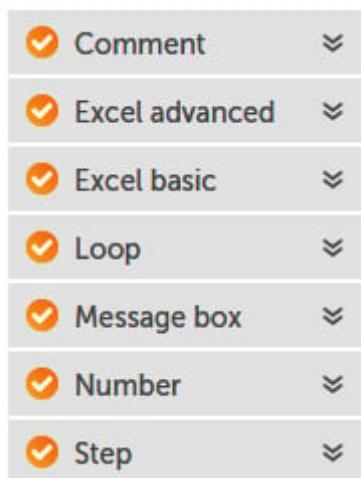 Comment
Excel advanced
Excel basic
Loop
Message box
Number
Step